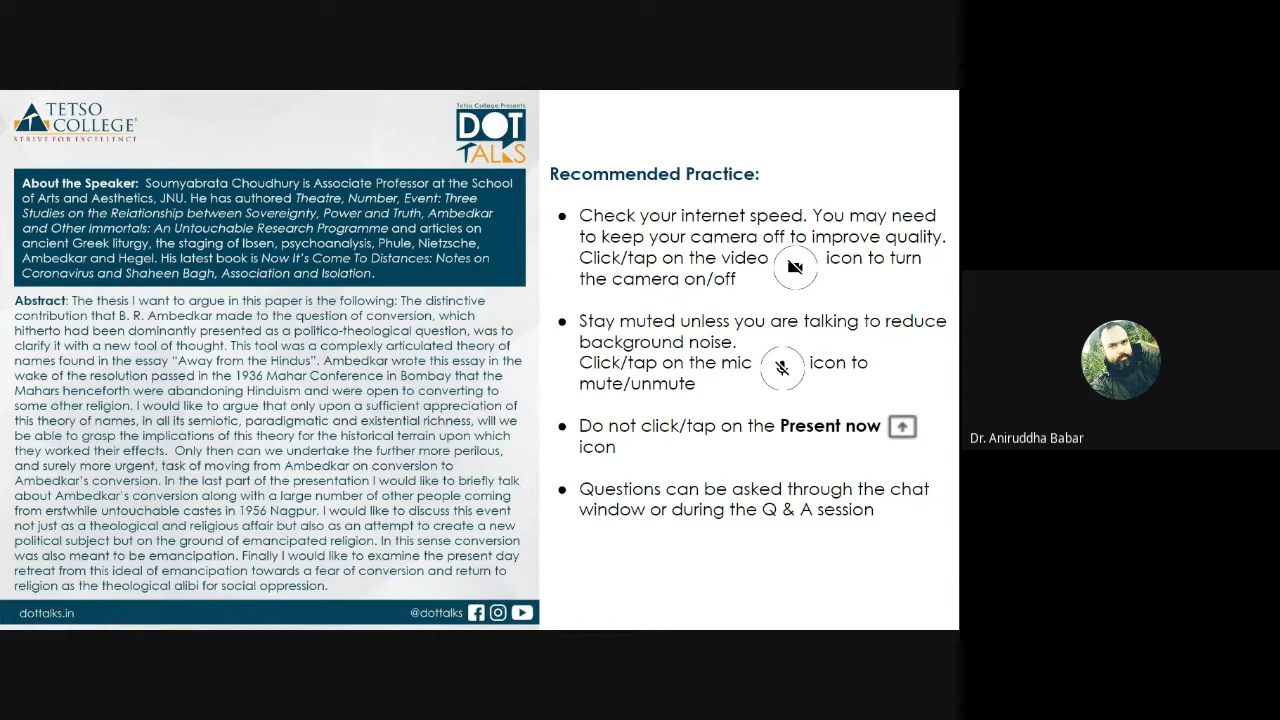 TETSO
COLLEGE
STRIVE FOR EXCELLENCE
Tetso College Presents
DOT
TALKS
About the Speaker: Soumyabrata Choudhury is Associate Professor at the School
of Arts and Aesthetics, JNU. He has authored Theatre, Number, Event: Three
Studies on the Relationship between Sovereignty, Power and Truth, Ambedkar
and Other Immortals: An Untouchable Research Programme and articles on
ancient Greek liturgy, the staging of Ibsen, psychoanalysis, Phule, Nietzsche,
Ambedkar and Hegel. His latest book is Now It's Come To Distances: Notes on
Coronavirus and Shaheen Bagh, Association and Isolation.
Abstract: The thesis I want to argue in this paper is the following: The distinctive
contribution that B. R. Ambedkar made to the question of conversion, which
hitherto had been dominantly presented as a politico-theological question, was to
clarify it with a new tool of thought. This tool was a complexly articulated theory of
names found in the essay “Away from the Hindus”. Ambedkar wrote this essay in the
wake of the resolution passed in the 1936 Mahar Conference in Bombay that the
Mahars henceforth were abandoning Hinduism and were open to converting to
some other religion. I would like to argue that only upon a sufficient appreciation of
this theory of names, in all its semiotic, paradigmatic and existential richness, will we
be able to grasp the implications of this theory for the historical terrain upon which
they worked their effects. Only then can we undertake the further more perilous,
and surely more urgent, task of moving from Ambedkar on conversion to
Ambedkar's conversion. In the last part of the presentation I would like to briefly talk
about Ambedkar's conversion along with a large number of other people coming
from erstwhile untouchable castes in 1956 Nagpur. I would like to discuss this event
not just as a theological and religious affair but also as an attempt to create a new
political subject but on the ground of emancipated religion. In this sense conversion
was also meant to be emancipation. Finally I would like to examine the present day
retreat from this ideal of emancipation towards a fear of conversion and return to
religion as the theological alibi for social oppression.
dottalks.in
@dottalks
Recommended Practice:
● Check your internet speed. You may need
to keep your camera off to improve quality.
Click/tap on the video icon to turn
the camera on/off
● Stay muted unless you are talking to reduce
background noise.
Click/tap on the mic icon to
mute/unmute
● Do not click/tap on the Present now
icon
● Questions can be asked through the chat
window or during the Q & A session
Dr. Aniruddha Babar